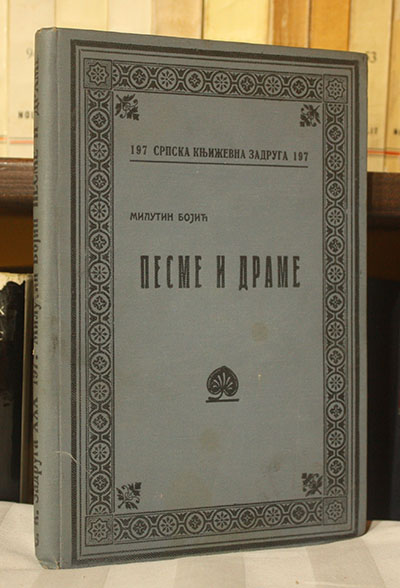 197 СРПСКА КЊИЖЕВНА ЗАДРУГА 197
МИЛУТИН БОЈИЋ
ПЕСМЕ И ДРАМЕ